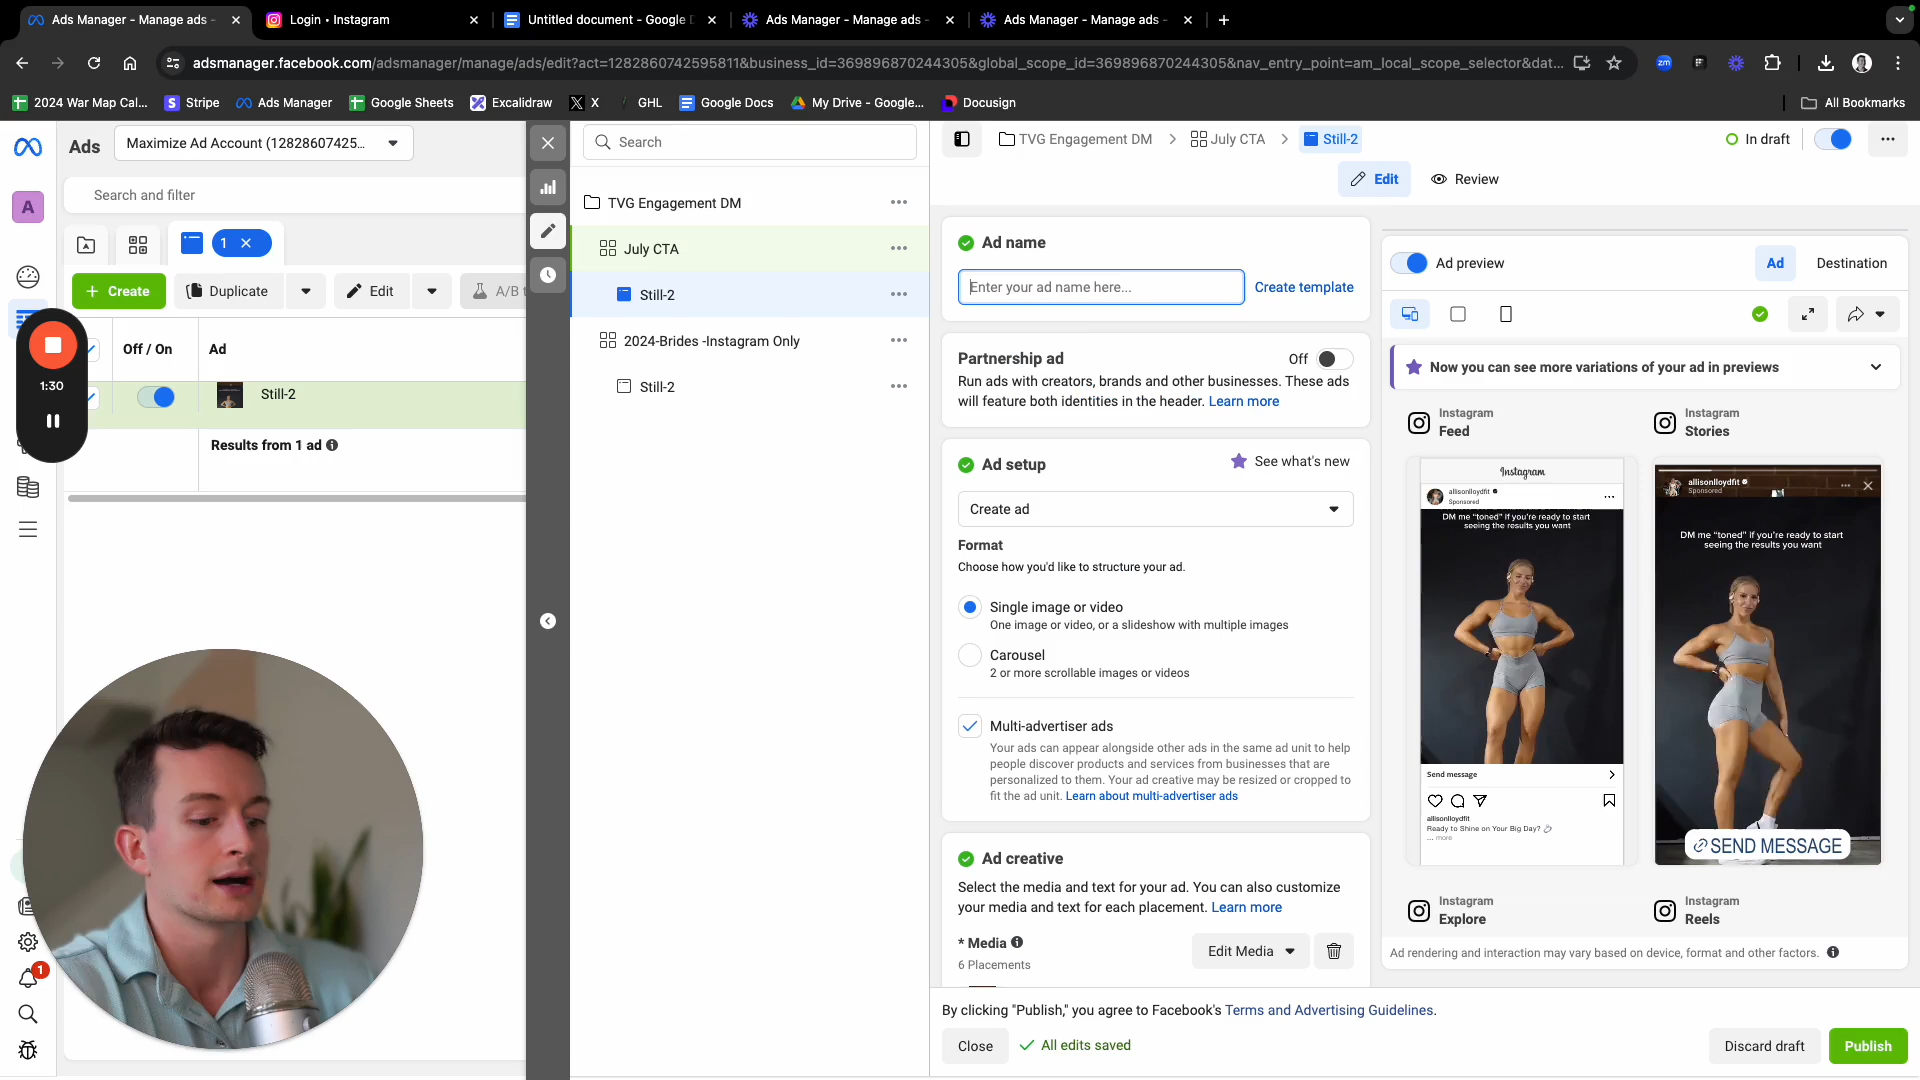 Ads Manager - Manage ads -
Login • Instagram
Untitled document - Google D
Ads Manager - Manage ads -
Ads Manager - Manage ads -
adsmanager.facebook.com/adsmanager/manage/ads/edit?act=1282860742595811&business_id=369896870244305&global_scope_id=369896870244305&nav_entry_point=am_local_scope_selector&dat...
2024 War Map Cal...
Stripe
Ads Manager
Google Sheets
Excalidraw
X
GHL
Google Docs
My Drive - Google...
Docusign
All Bookmarks
Ads
Maximize Ad Account (12828607425...
Search and filter
1
Create
Duplicate
Edit
A/B t
Off / On
Ad
Still-2
Results from 1 ad
1:30
A
1
Search
TVG Engagement DM
July CTA
Still-2
2024-Brides -Instagram Only
Still-2
TVG Engagement DM
July CTA
Still-2
In draft
Edit
Review
Ad name
Enter your ad name here...
Create template
Partnership ad
Off
Run ads with creators, brands and other businesses. These ads
will feature both identities in the header. Learn more
Ad setup
See what's new
Create ad
Format
Choose how you'd like to structure your ad.
Single image or video
One image or video, or a slideshow with multiple images
Carousel
2 or more scrollable images or videos
Multi-advertiser ads
Your ads can appear alongside other ads in the same ad unit to help
people discover products and services from businesses that are
personalized to them. Your ad creative may be resized or cropped to
fit the ad unit. Learn about multi-advertiser ads
Ad creative
Select the media and text for your ad. You can also customize
your media and text for each placement. Learn more
* Media
6 Placements
Edit Media
Ad preview
Ad
Destination
Now you can see more variations of your ad in previews
Instagram
Feed
Instagram
allisonlloydfit
Sponsored
DM me “toned” if you’re ready to start
seeing the results you want
Send message
allisonlloydfit
Ready to Shine on Your Big Day?
... more
Instagram
Stories
allisonlloydfit
Sponsored
DM me “toned” if you’re ready to start
seeing the results you want
SEND MESSAGE
Instagram
Explore
Instagram
Reels
Ad rendering and interaction may vary based on device, format and other factors.
By clicking "Publish," you agree to Facebook's Terms and Advertising Guidelines.
Close
All edits saved
Discard draft
Publish